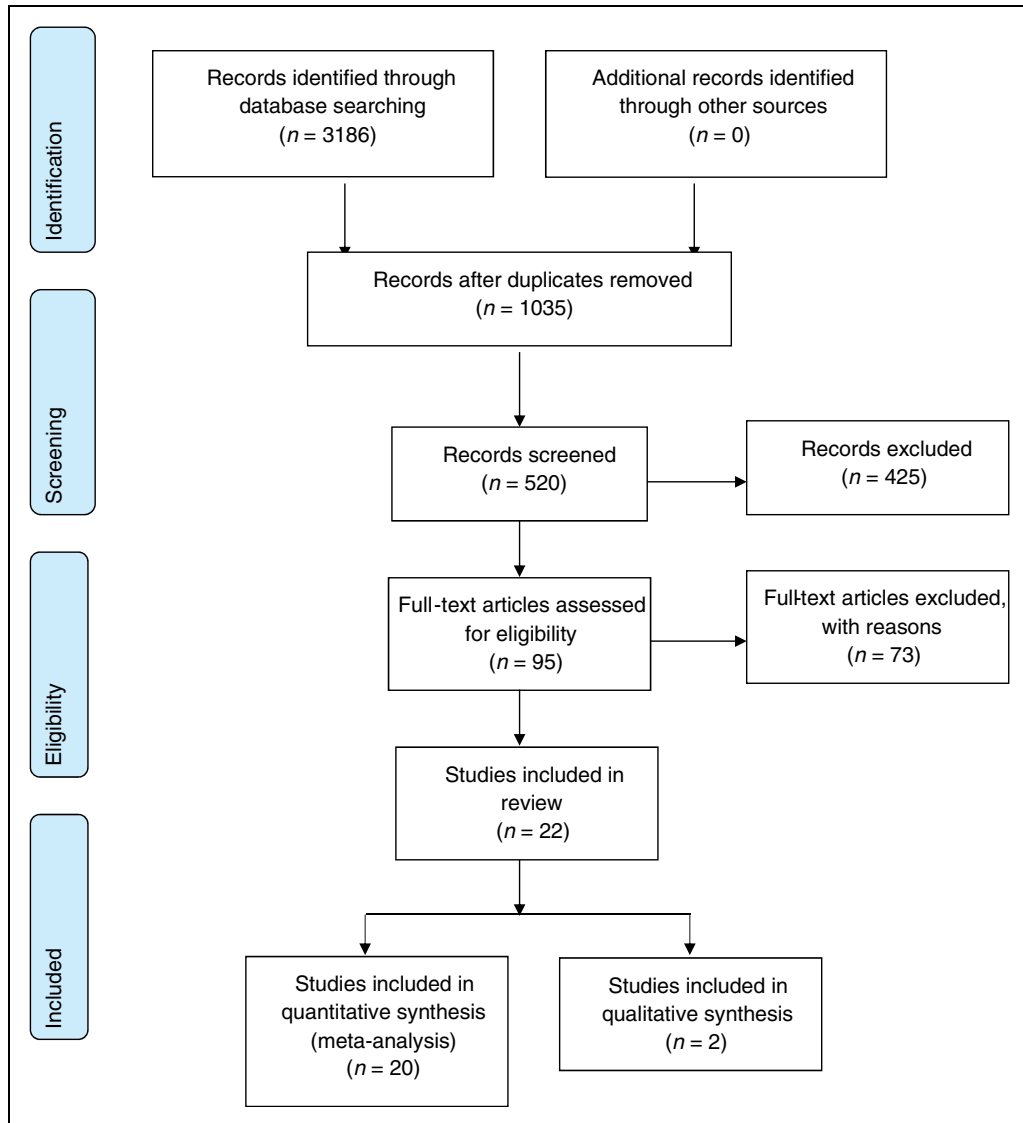 Identification
Records identified through
database searching
(n = 3186)
Additional records identified
through other sources
(n = 0)
Records after duplicates removed
(n = 1035)
Screening
Records screened
(n = 520)
Records excluded
(n = 425)
Eligibility
Full-text articles assessed
for eligibility
(n = 95)
Full-text articles excluded,
with reasons
(n = 73)
Studies included in
review
(n = 22)
Included
Studies included in
quantitative synthesis
(meta-analysis)
(n = 20)
Studies included in
qualitative synthesis
(n = 2)